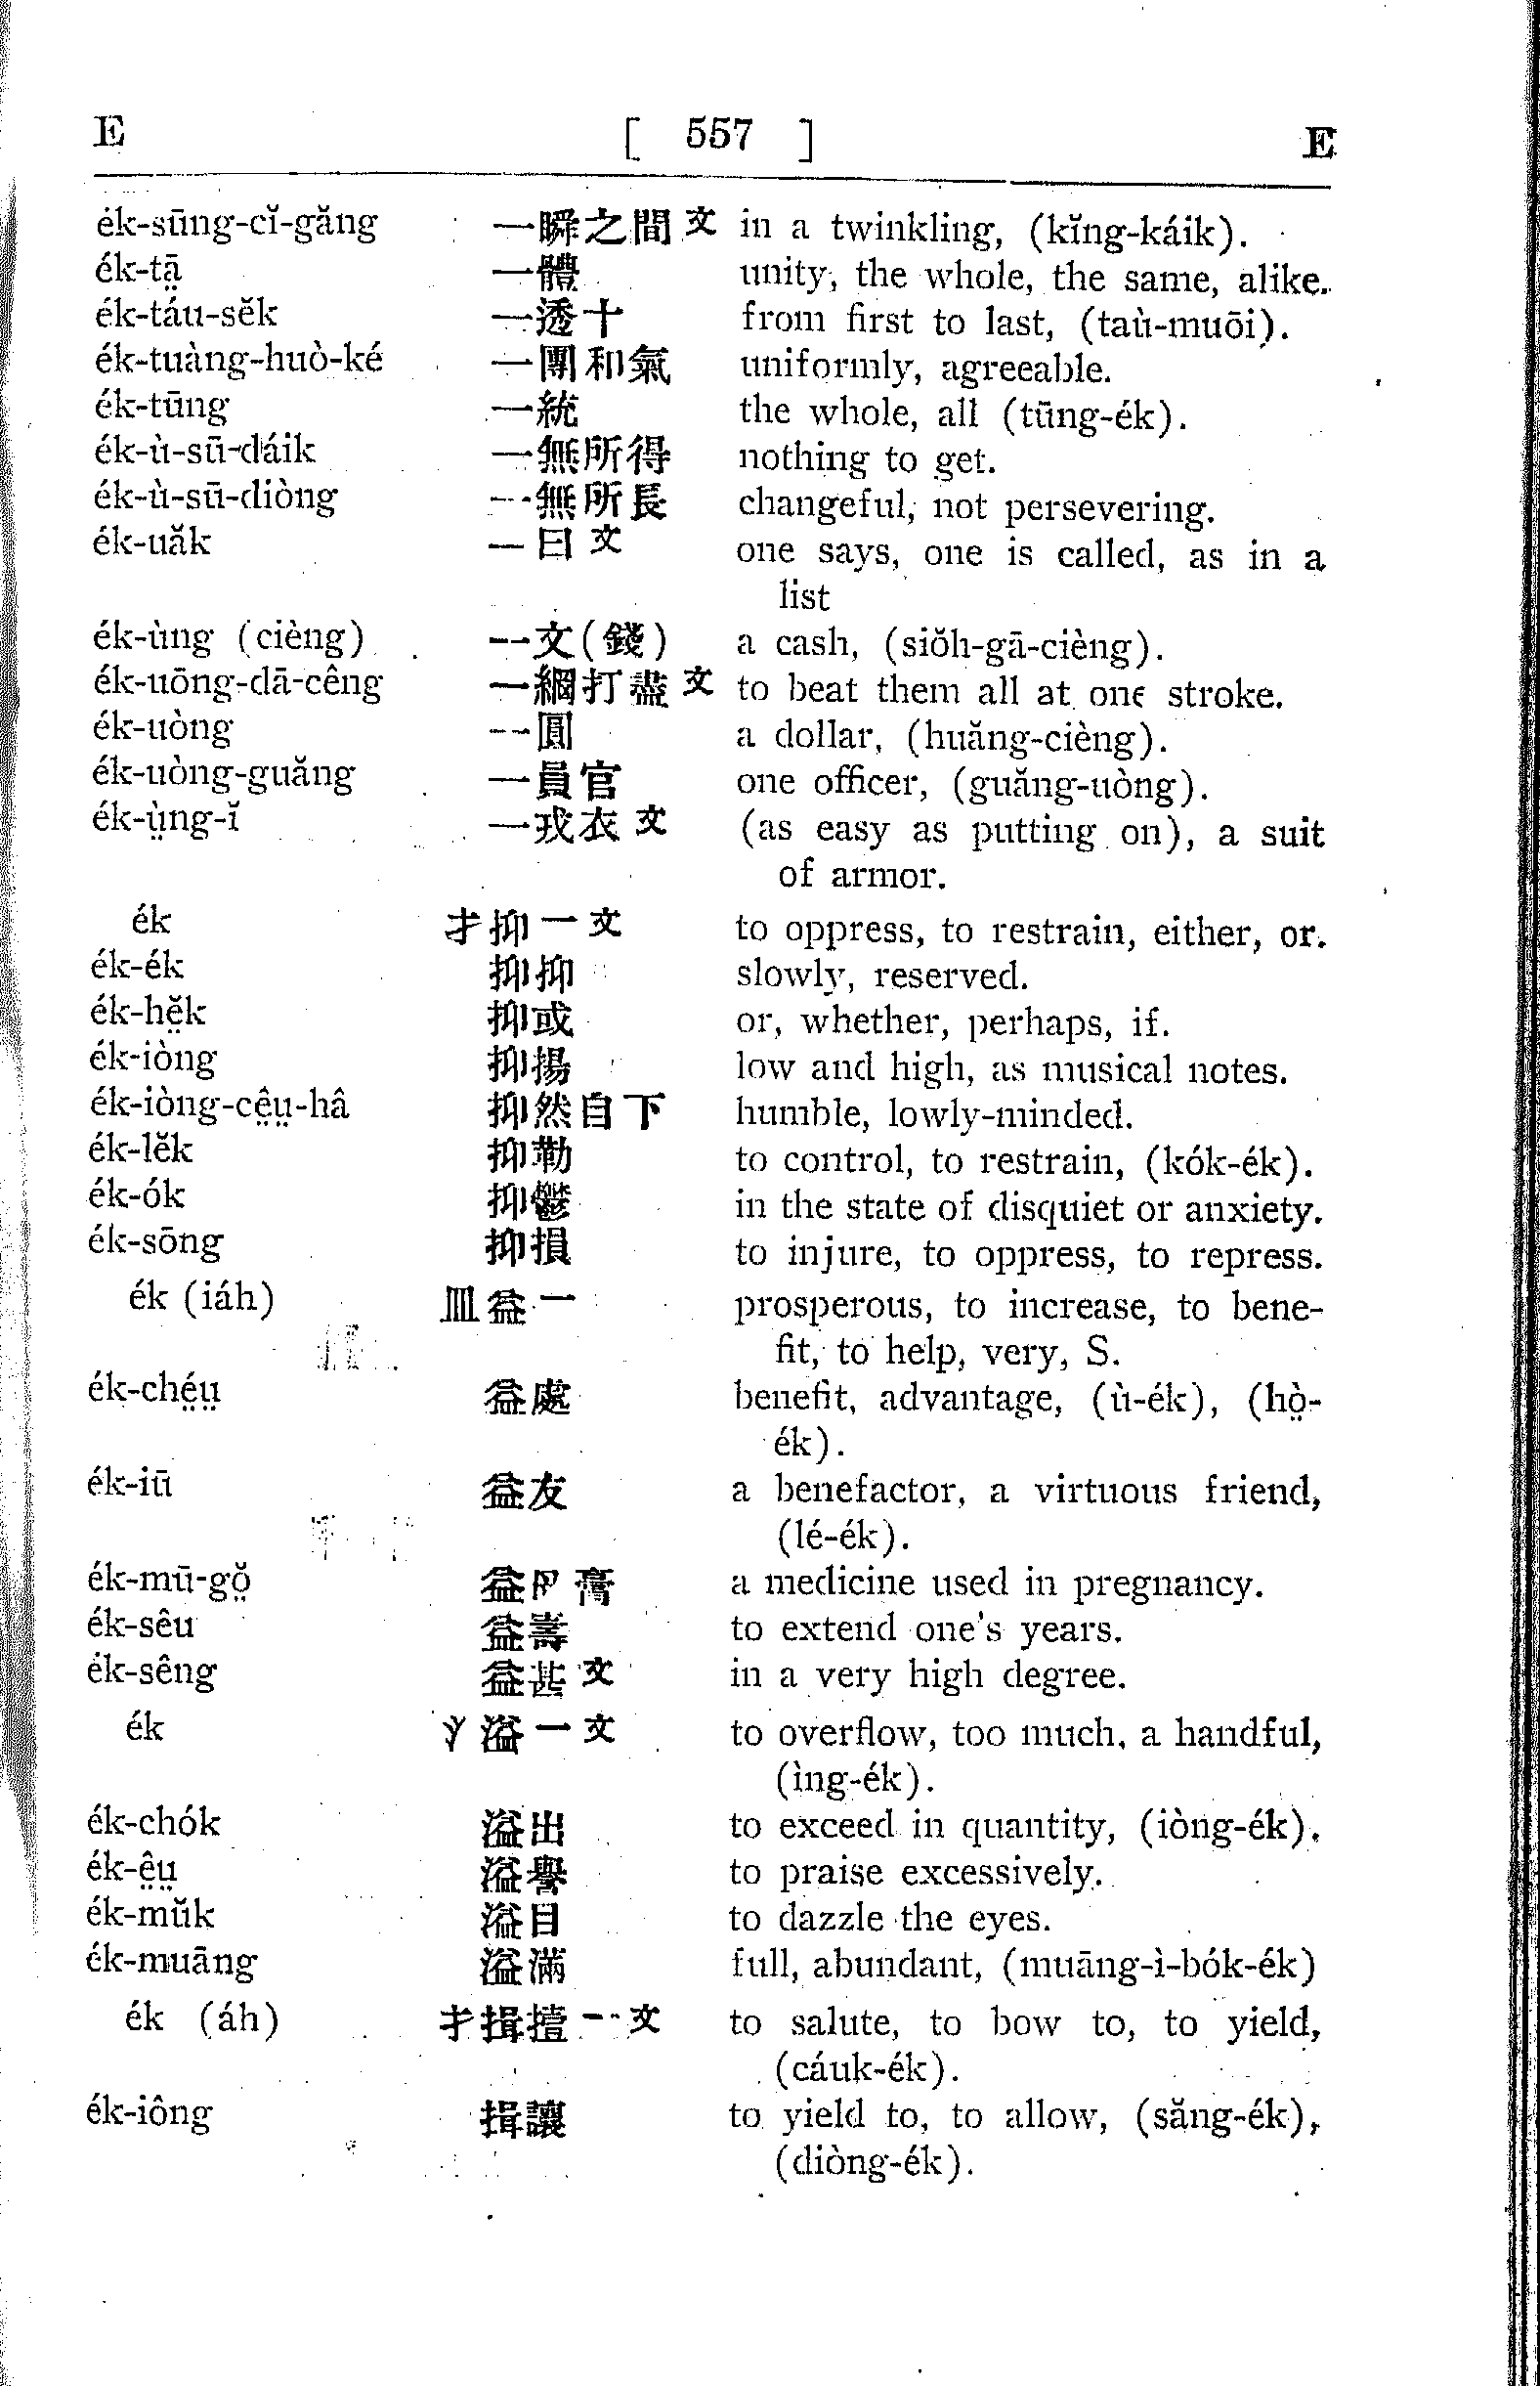 E [ 557 ] E
ék-sūng-cĭ-găng 一瞬之間 文 in a twinkling, (kĭng-káik).
ék-tā̤ 一體 unity, the whole, the same, alike.
ék-táu-sĕk 一透十 from first to last, (taù-muōi).
ék-tuàng-huò-ké 一團和氣 uniformly, agreeable.
ék-tūng 一統 the whole, all (tūng-ék).
ék-ù-sū-dáik 一無所得 nothing to get.
ék-ù-sū-diòng 一無所長 changeful, not persevering.
ék-uăk 一曰 文 one says, one is called, as in a
list
ék-ùng (cièng) 一文(錢) a cash, (siŏh-gā-cièng).
ék-uōng-dā-cêng 一網打盡 文 to beat them all at one stroke.
ék-uòng 一圓 a dollar, (huăng-cièng).
ék-uòng-guăng 一員官 one officer, (guăng-uòng).
ék-ṳ̀ng-ĭ 一戎衣 文 (as easy as putting on), a suit
of armor.
ék 才抑一文 to oppress, to restrain, either, or.
ék-ék 抑抑 slowly, reserved.
ék-hĕ̤k 抑或 or, whether, perhaps, if.
ék-iòng 抑揚 low and high, as musical notes.
ék-iòng-cê̤ṳ-hâ 抑然自下 humble, lowly-minded.
ék-lĕk 抑勒 to control, to restrain, (kók-ék).
ék-ók 抑鬱 in the state of disquiet or anxiety.
ék-sōng 抑損 to injure, to oppress, to repress.
ék (iáh) 皿益一 prosperous, to increase, to bene-
fit, to help, very, S.
ék-ché̤ṳ 益處 benefit, advantage, (ù-ék), (hò̤-
ék).
ék-iū 益友 a benefactor, a virtuous friend,
(lé-ék).
ék-mū-gŏ̤ 益 膏 a medicine used in pregnancy.
ék-sêu 益壽 to extend one's years.
ék-sêng 益甚 文 in a very high degree.
ék 溢一文 to overflow, too much, a handful,
(ìng-ék).
ék-chók 溢出 to exceed in quantity, (iòng-ék).
ék-ê̤ṳ 溢譽 to praise excessively.
ék-mŭk 溢目 to dazzle the eyes.
ék-muāng 溢滿 full, abundant, (muāng-ì-bók-ék)
ék (áh) 才揖撎一文 to salute, to bow to, to yield,
(cáuk-ék).
ék-iông 揖讓 to yield to, to allow, (săng-ék),
(diòng-ék).